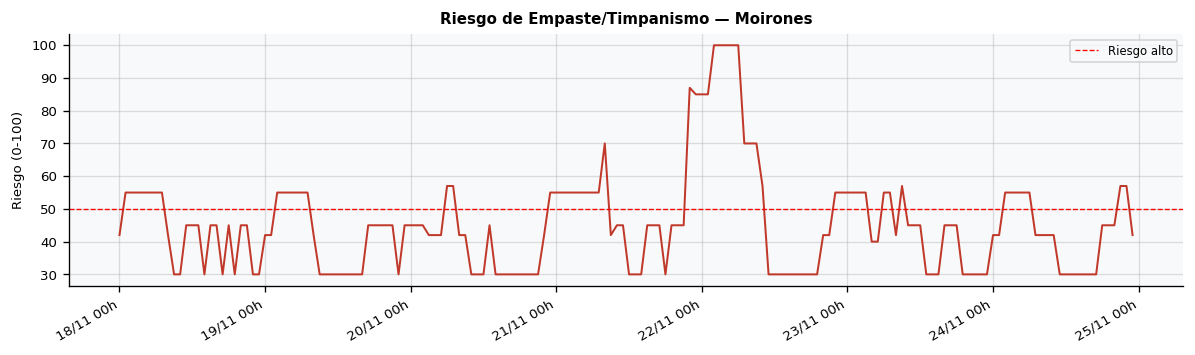 Riesgo de Empaste/Timpanismo — Moirones
Riesgo alto
Riesgo (0-100)
100
90
80
70
60
50
40
30
18/11 00h
19/11 00h
20/11 00h
21/11 00h
22/11 00h
23/11 00h
24/11 00h
25/11 00h